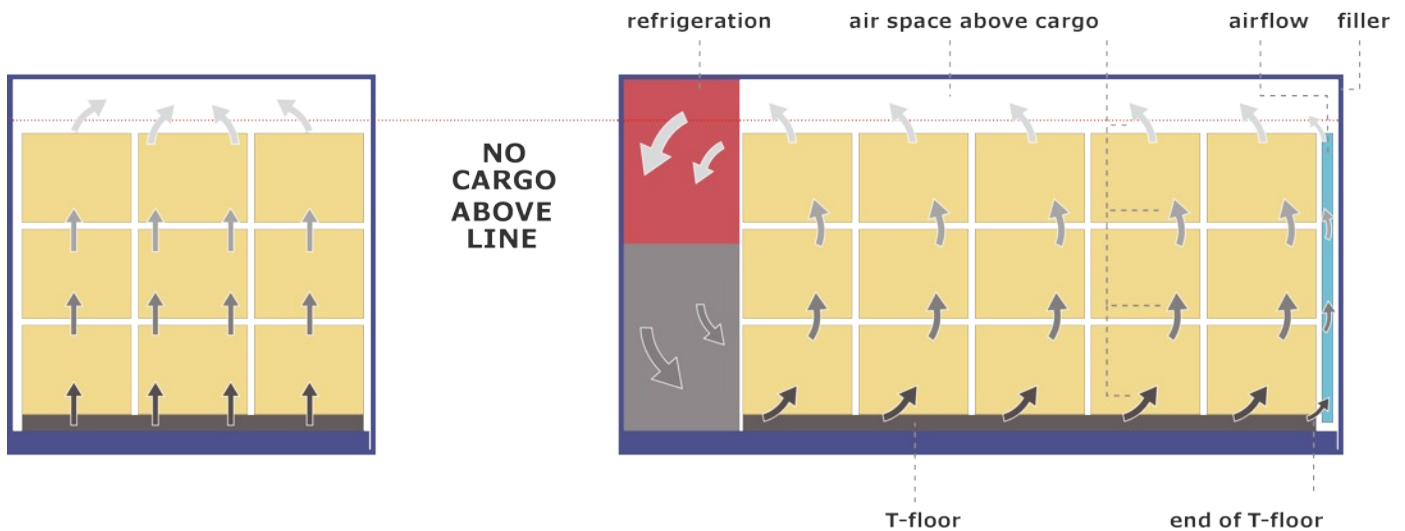 refrigeration
air space above cargo
airflow
filler
NO
CARGO
ABOVE
LINE
T-floor
end of T-floor